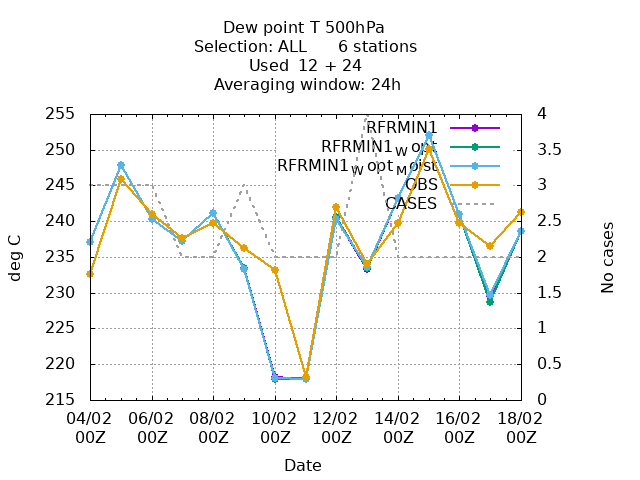 Dew point T 500hPa
Selection: ALL 6 stations
Used 12 + 24
Averaging window: 24h
RFRMIN1
RFRMIN1wopt
RFRMIN1woptMoist
OBS
CASES
deg C
255
250
245
240
235
230
225
220
215
4
3.5
3
2.5
2
1.5
1
0.5
0
No cases
04/02 06/02 08/02 10/02 12/02 14/02 16/02 18/02
00Z 00Z 00Z 00Z 00Z 00Z 00Z 00Z
Date